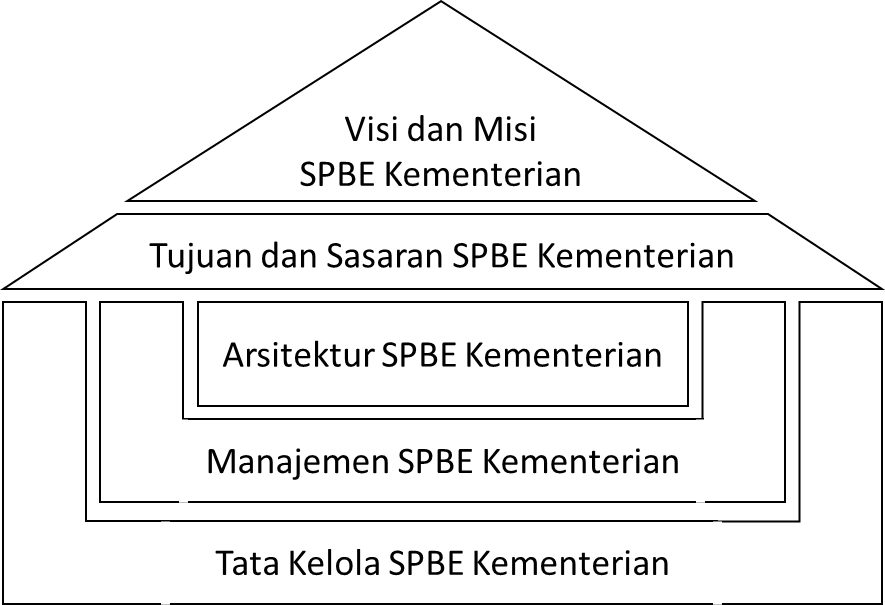 Visi dan Misi
SPBE Kementerian
Tujuan dan Sasaran SPBE Kementerian
Arsitektur SPBE Kementerian
Manajemen SPBE Kementerian
Tata Kelola SPBE Kementerian